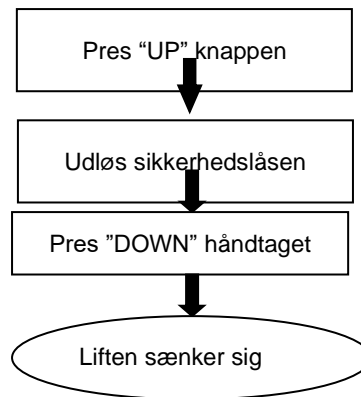 Pres “UP” knappen
Udløs sikkerhedslåsen
Pres ”DOWN” håndtaget
Liften sænker sig